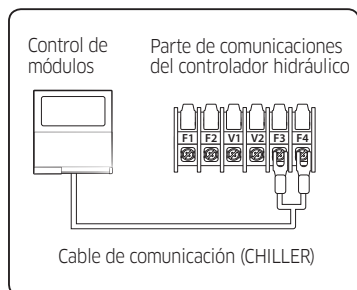 Control de
módulos
Parte de comunicaciones
del controlador hidráulico
F1 F2 V1 V2 F3 F4
Cable de comunicación (CHILLER)